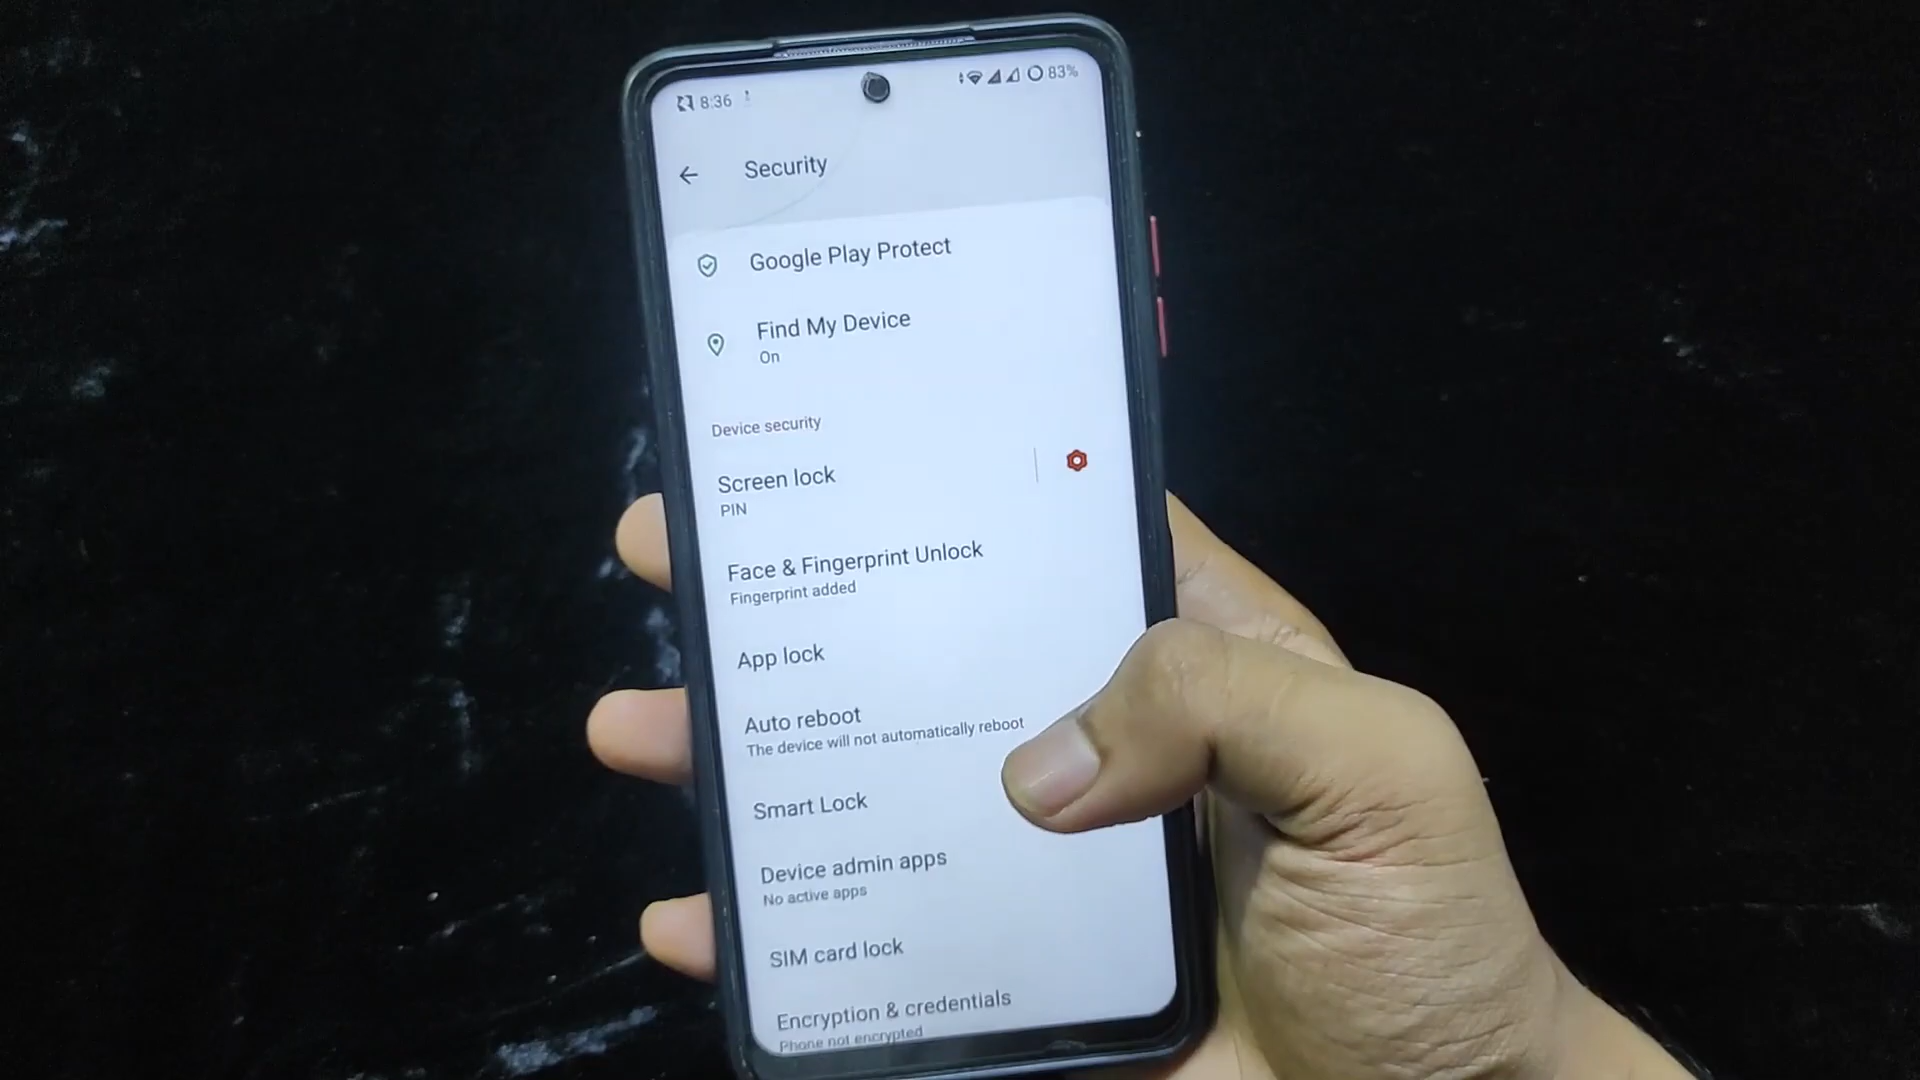 8:36
83%
Security
Google Play Protect
Find My Device
On
Device security
Screen lock
PIN
Face & Fingerprint Unlock
Fingerprint added
App lock
Auto reboot
The device will not automatically reboot
Smart Lock
Device admin apps
No active apps
SIM card lock
Encryption & credentials
Phone not encrypted